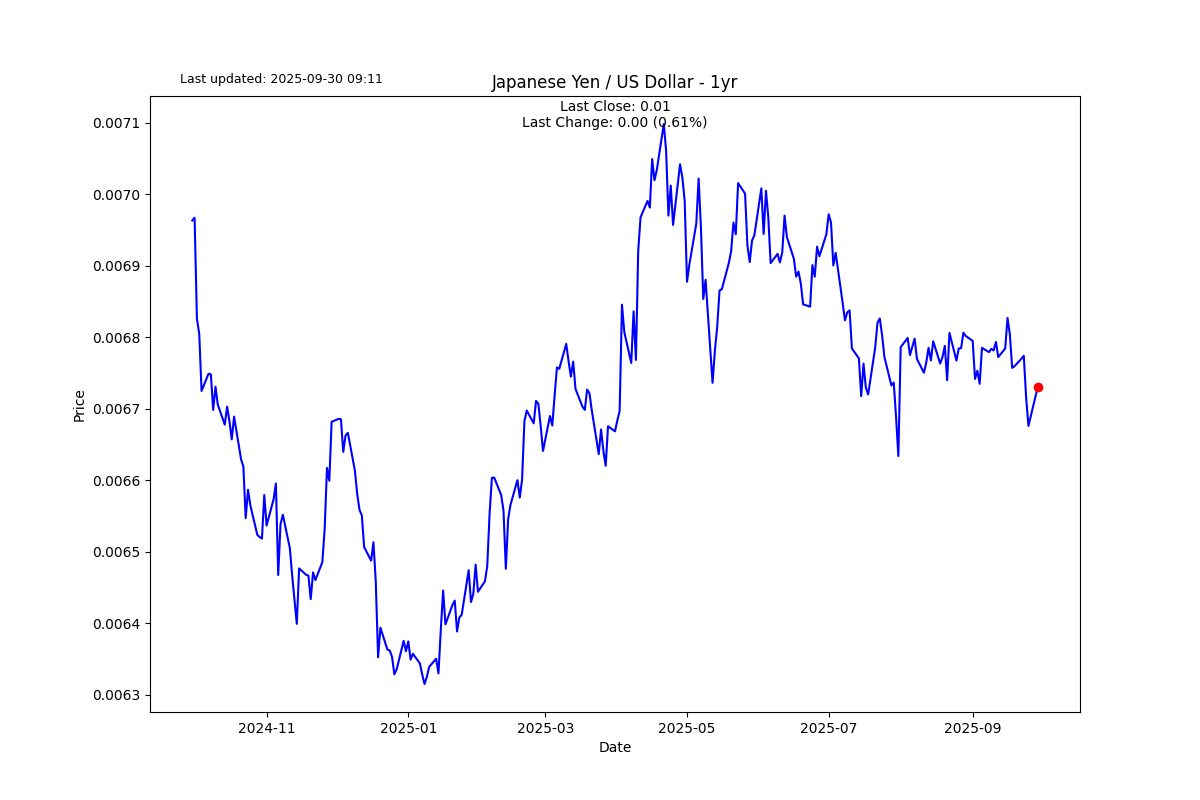 Last updated: 2025-09-30 09:11
Japanese Yen / US Dollar - 1yr
Last Close: 0.01
Last Change: 0.00 (0.61%)
0.0071
0.0070
0.0069
0.0068
0.0067
0.0066
0.0065
0.0064
0.0063
Price
2024-11
2025-01
2025-03
2025-05
2025-07
2025-09
Date